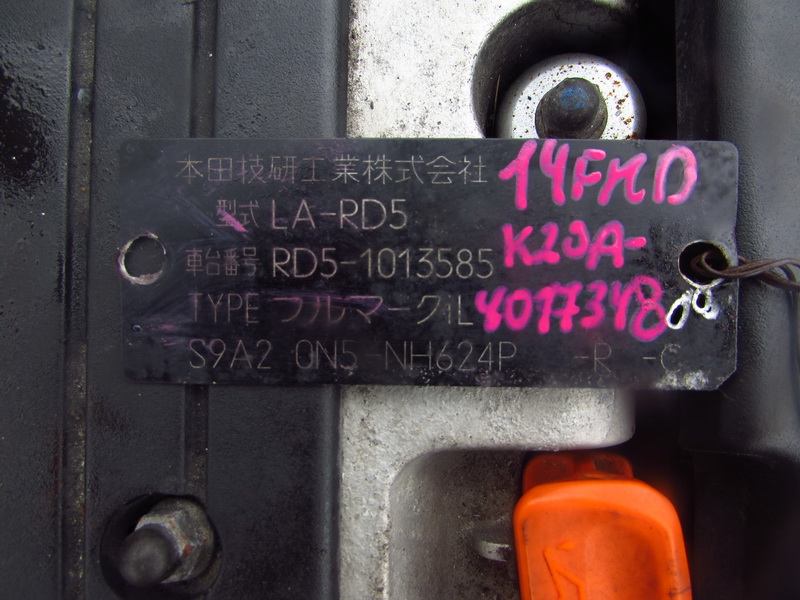 本田技研工業株式会社 14FMD
型式 LA-RD5
K20A-
車台番号 RD5-1013585
TYPE フルマークiL 4017348
S9A2 0N5 NH624P -R -C